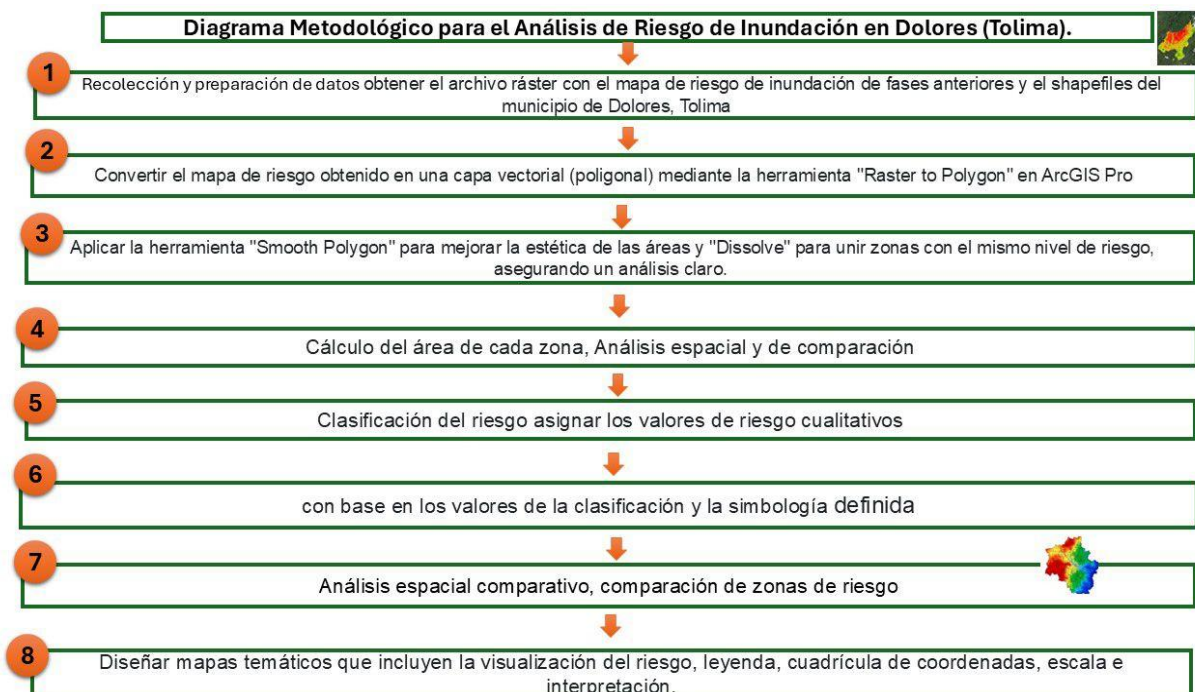 Diagrama Metodológico para el Análisis de Riesgo de Inundación en Dolores (Tolima).
1
Recolección y preparación de datos obtener el archivo ráster con el mapa de riesgo de inundación de fases anteriores y el shapefiles del
municipio de Dolores, Tolima
2
Convertir el mapa de riesgo obtenido en una capa vectorial (poligonal) mediante la herramienta "Raster to Polygon" en ArcGIS Pro
3
Aplicar la herramienta "Smooth Polygon" para mejorar la estética de las áreas y "Dissolve" para unir zonas con el mismo nivel de riesgo,
asegurando un análisis claro.
4
Cálculo del área de cada zona, Análisis espacial y de comparación
5
Clasificación del riesgo asignar los valores de riesgo cualitativos
6
con base en los valores de la clasificación y la simbología definida
7
Análisis espacial comparativo, comparación de zonas de riesgo
8
Diseñar mapas temáticos que incluyen la visualización del riesgo, leyenda, cuadrícula de coordenadas, escala e
interpretación.